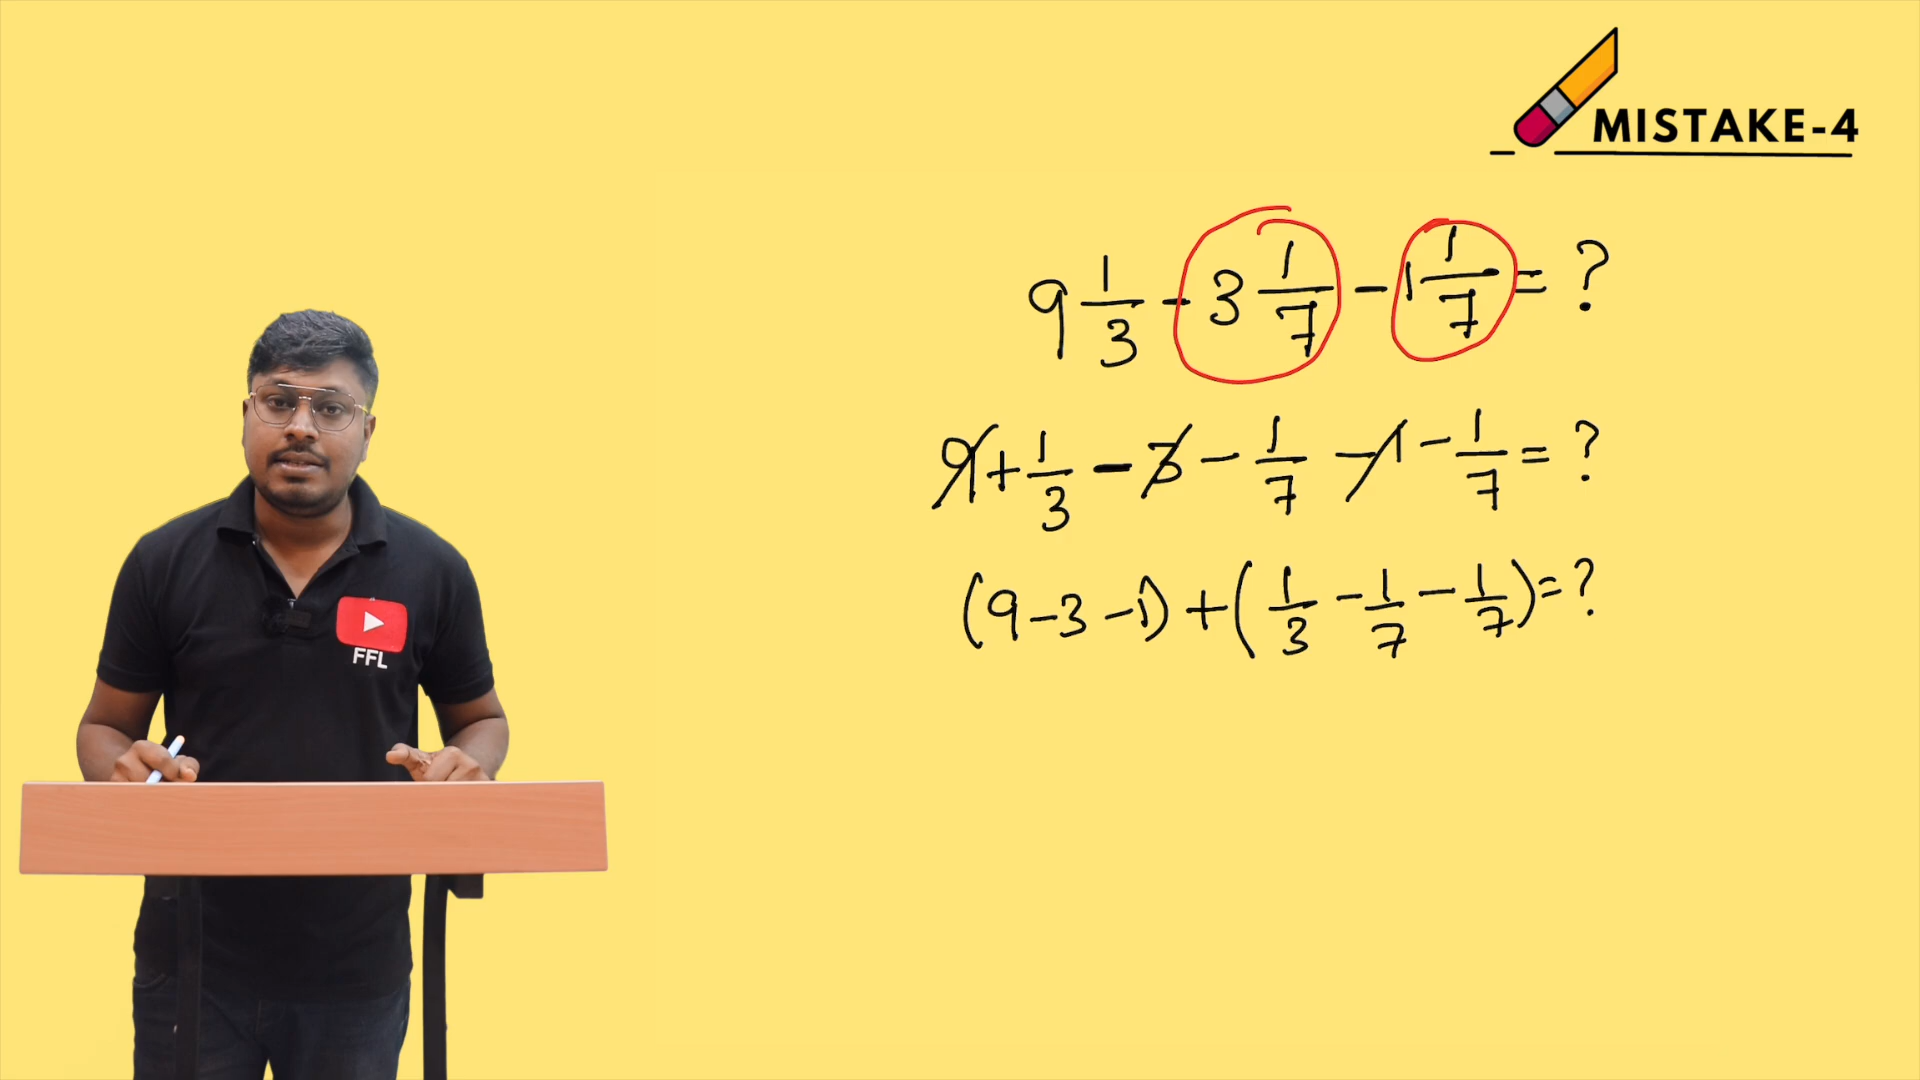 MISTAKE-4
9 1/3 - 3 1/7 - 1 1/7 = ?
9 + 1/3 - 3 - 1/7 - 1 - 1/7 = ?
(9 - 3 - 1) + (1/3 - 1/7 - 1/7) = ?
FFL